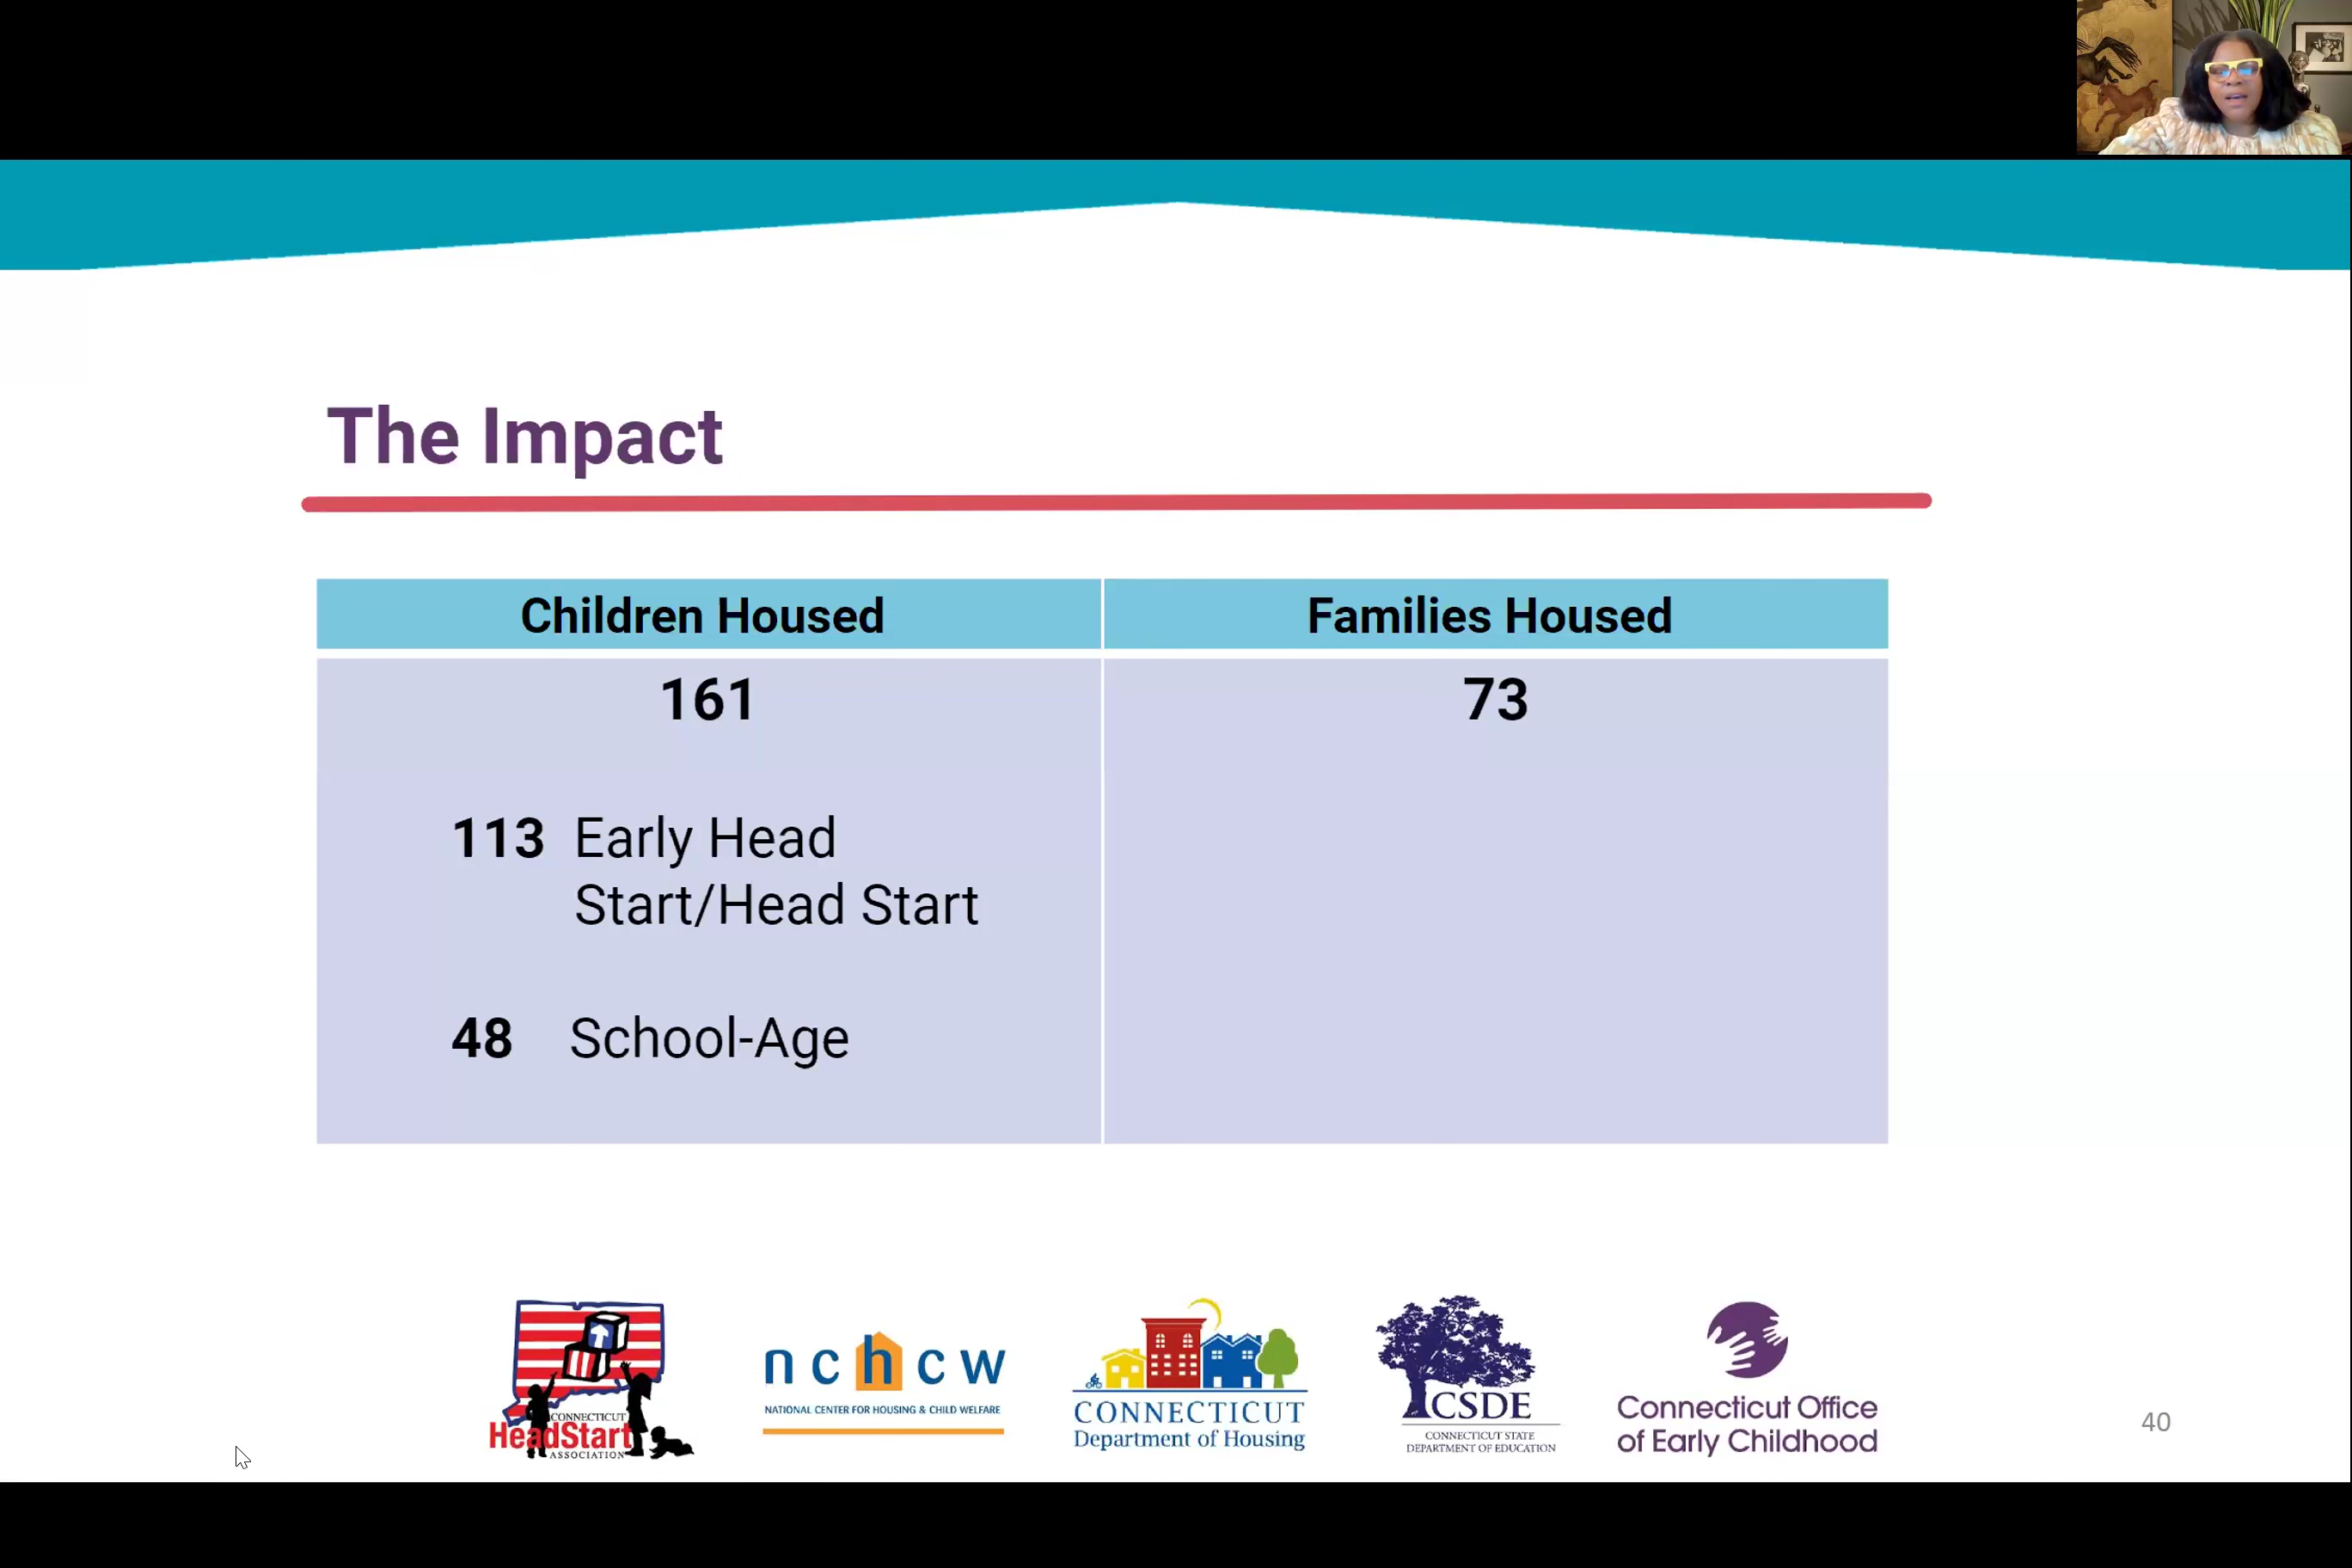 The Impact
Children Housed
Families Housed
161
73
113 Early Head
Start/Head Start
48 School-Age
CONNECTICUT
HeadStart
ASSOCIATION
nchcw
NATIONAL CENTER FOR HOUSING & CHILD WELFARE
CONNECTICUT
Department of Housing
CSDE
CONNECTICUT STATE
DEPARTMENT OF EDUCATION
Connecticut Office
of Early Childhood
40